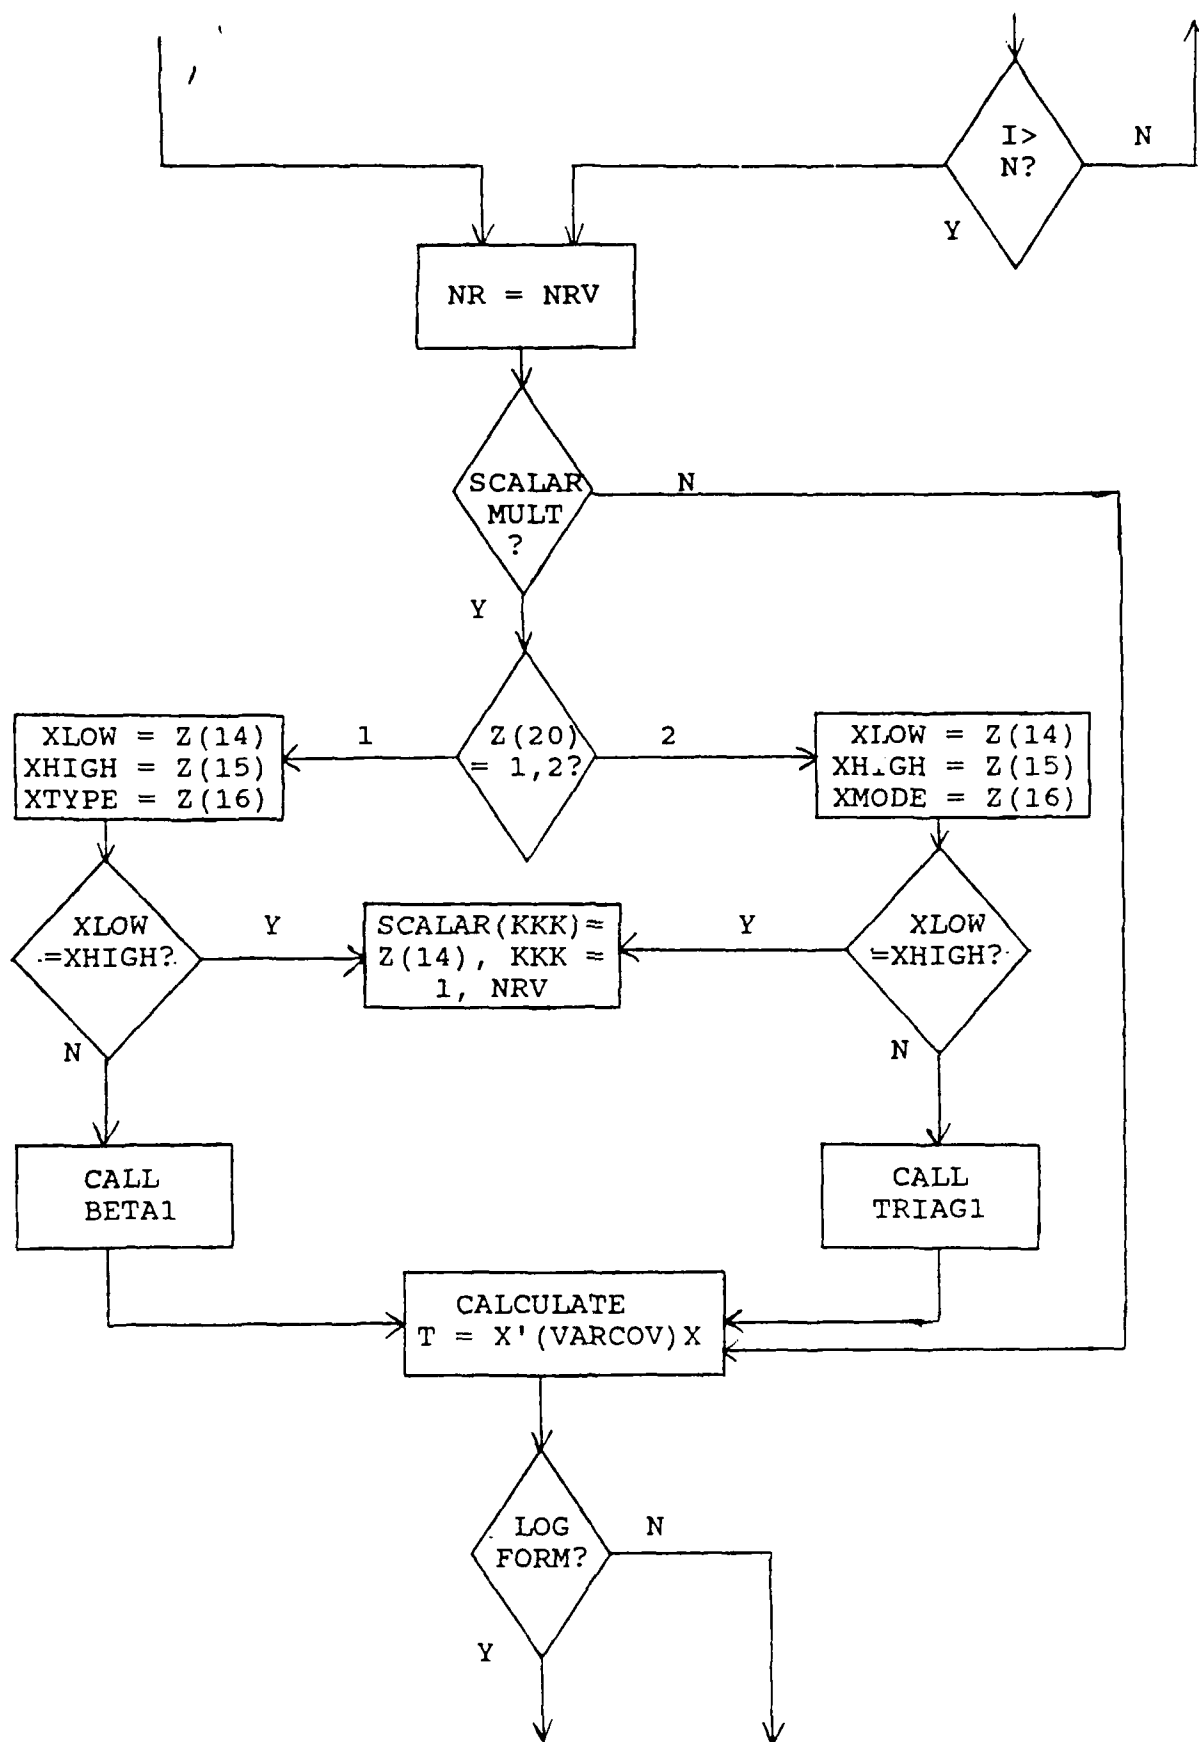 I>
N?
N
Y
NR = NRV
SCALAR
MULT
?
N
Y
XLOW = Z(14)
XHIGH = Z(15)
XTYPE = Z(16)
1
Z(20)
= 1,2?
2
XLOW = Z(14)
XHIGH = Z(15)
XMODE = Z(16)
XLOW
=XHIGH?
Y
N
SCALAR(KKK)=
Z(14), KKK =
1, NRV
Y
XLOW
=XHIGH?
N
CALL
BETA1
CALL
TRIAG1
CALCULATE
T = X'(VARCOV)X
LOG
FORM?
N
Y